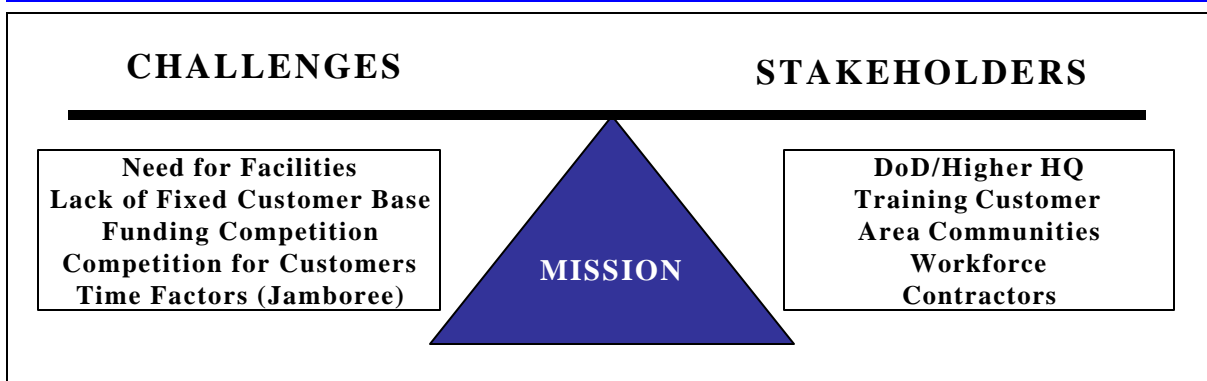 CHALLENGES
STAKEHOLDERS
Need for Facilities
Lack of Fixed Customer Base
Funding Competition
Competition for Customers
Time Factors (Jamboree)
MISSION
DoD/Higher HQ
Training Customer
Area Communities
Workforce
Contractors